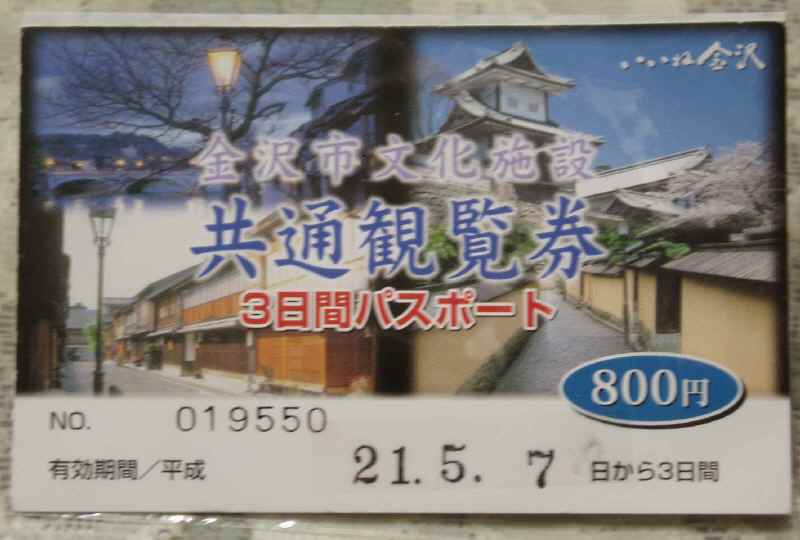 いいね金沢
金沢市文化施設
共通観覧券
3日間パスポート
800円
NO. 019550
有効期間／平成 21.5.7 日から3日間